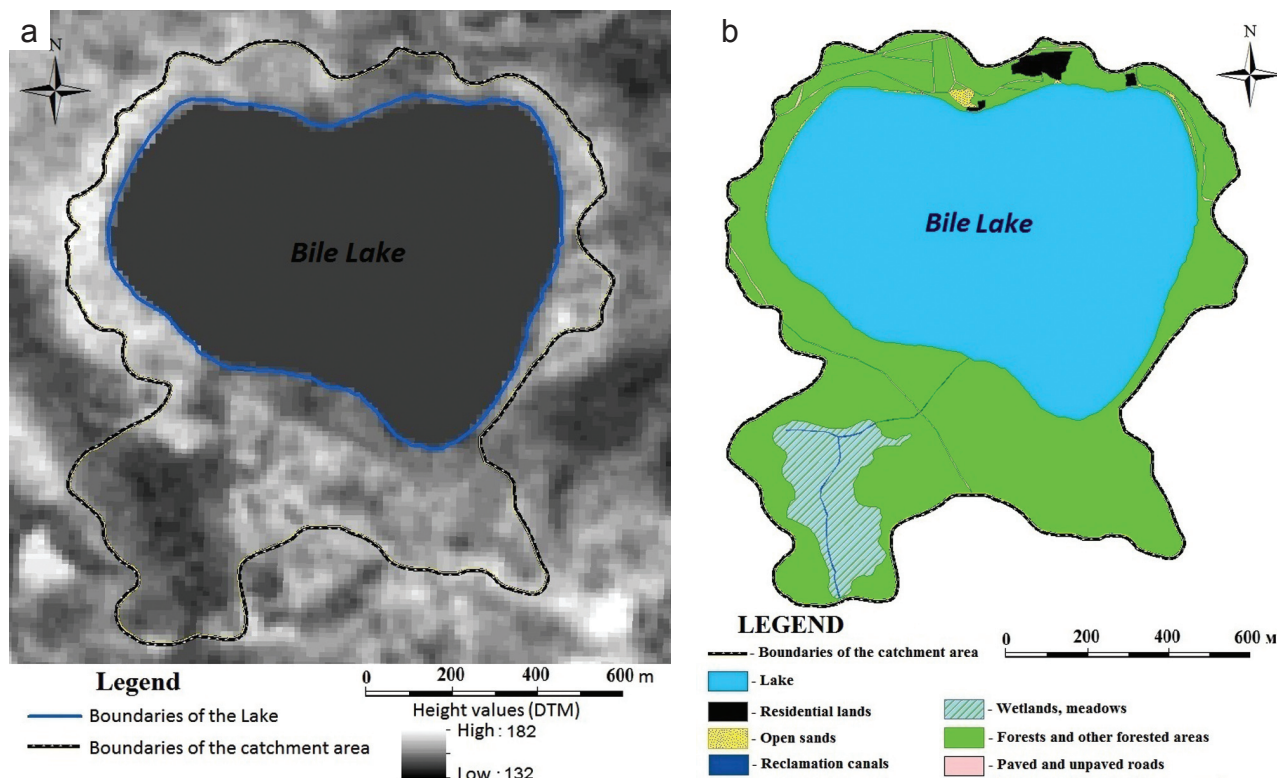 a
N
Bile Lake
Legend
Boundaries of the Lake
Boundaries of the catchment area
0 200 400 600 m
Height values (DTM)
High : 182
Low : 132
b
N
Bile Lake
LEGEND
- Boundaries of the catchment area
- Lake
- Residential lands
- Open sands
- Reclamation canals
0 200 400 600 м
- Wetlands, meadows
- Forests and other forested areas
- Paved and unpaved roads